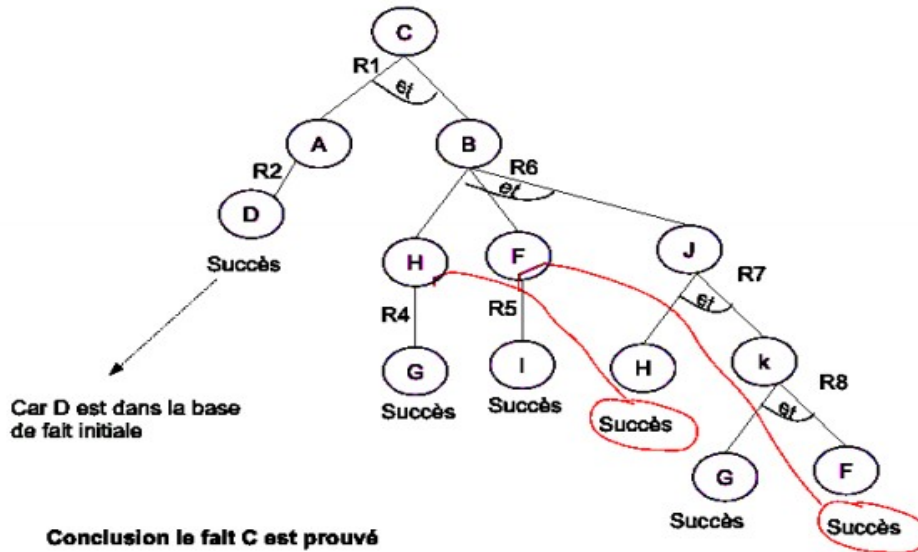 C
R1
et
A
B
R2
R6
et
D
H
F
J
Succès
R7
R4
R5
et
G
I
H
k
R8
Car D est dans la base
de fait initiale
Succès
Succès
Succès
et
G
F
Succès
Succès
Conclusion le fait C est prouvé